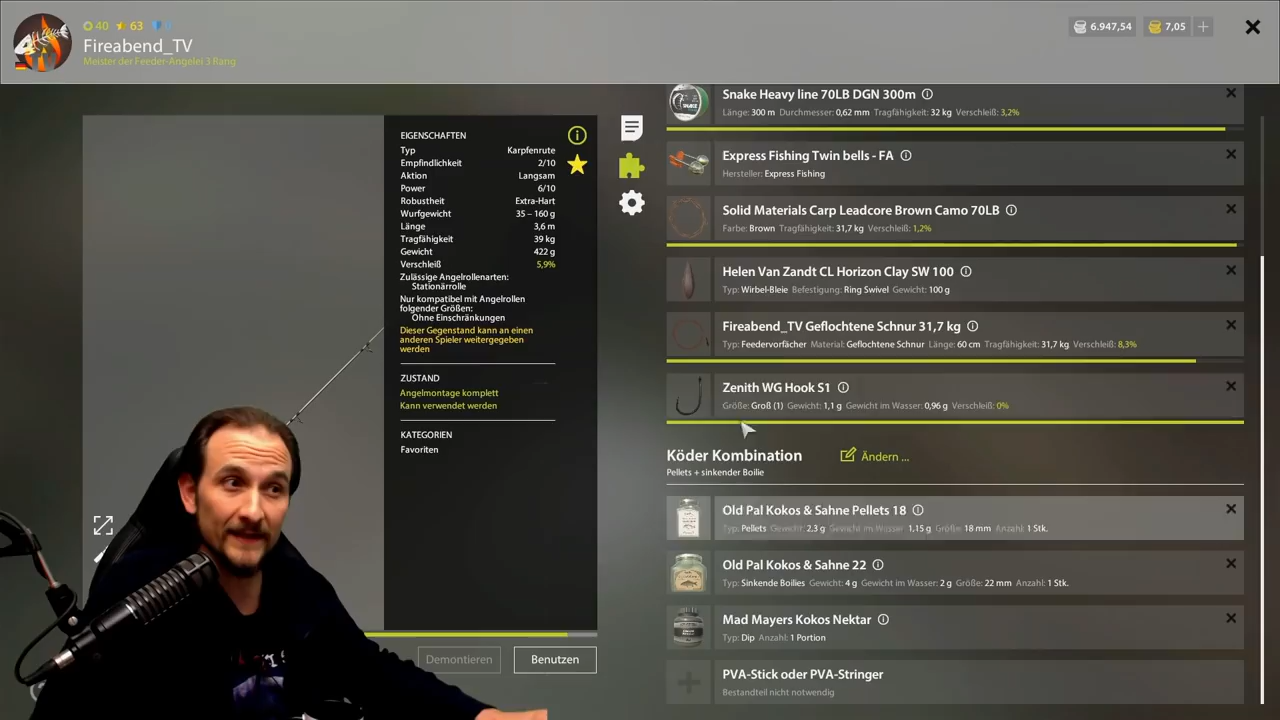 40 63
Fireabend_TV
Meister der Feeder-Angelei 3 Rang
6.947,54 7,05
EIGENSCHAFTEN
Typ Karpfenrute
Empfindlichkeit 2/10
Aktion Langsam
Power 6/10
Robustheit Extra-Hart
Wurfgewicht 35 – 160 g
Länge 3,6 m
Tragfähigkeit 39 kg
Gewicht 422 g
Verschleiß 5,9%
Zulässige Angelrollenarten:
Stationärrolle
Nur kompatibel mit Angelrollen
folgender Größen:
Ohne Einschränkungen
Dieser Gegenstand kann an einen
anderen Spieler weitergegeben
werden
ZUSTAND
Angelmontage komplett
Kann verwendet werden
KATEGORIEN
Favoriten
Demontieren Benutzen
Snake Heavy line 70LB DGN 300m
Länge: 300 m Durchmesser: 0,62 mm Tragfähigkeit: 32 kg Verschleiß: 3,2%
Express Fishing Twin bells - FA
Hersteller: Express Fishing
Solid Materials Carp Leadcore Brown Camo 70LB
Farbe: Brown Tragfähigkeit: 31,7 kg Verschleiß: 1,2%
Helen Van Zandt CL Horizon Clay SW 100
Typ: Wirbel-Bleie Befestigung: Ring Swivel Gewicht: 100 g
Fireabend_TV Geflochtene Schnur 31,7 kg
Typ: Feedervorfächer Material: Geflochtene Schnur Länge: 60 cm Tragfähigkeit: 31,7 kg Verschleiß: 8,3%
Zenith WG Hook S1
Größe: Groß (1) Gewicht: 1,1 g Gewicht im Wasser: 0,96 g Verschleiß: 0%
Köder Kombination Ändern ...
Pellets + sinkender Boilie
Old Pal Kokos & Sahne Pellets 18
Typ: Pellets Gewicht: 2,3 g Gewicht im Wasser: 1,15 g Größe: 18 mm Anzahl: 1 Stk.
Old Pal Kokos & Sahne 22
Typ: Sinkende Boilies Gewicht: 4 g Gewicht im Wasser: 2 g Größe: 22 mm Anzahl: 1 Stk.
Mad Mayers Kokos Nektar
Typ: Dip Anzahl: 1 Portion
PVA-Stick oder PVA-Stringer
Bestandteil nicht notwendig